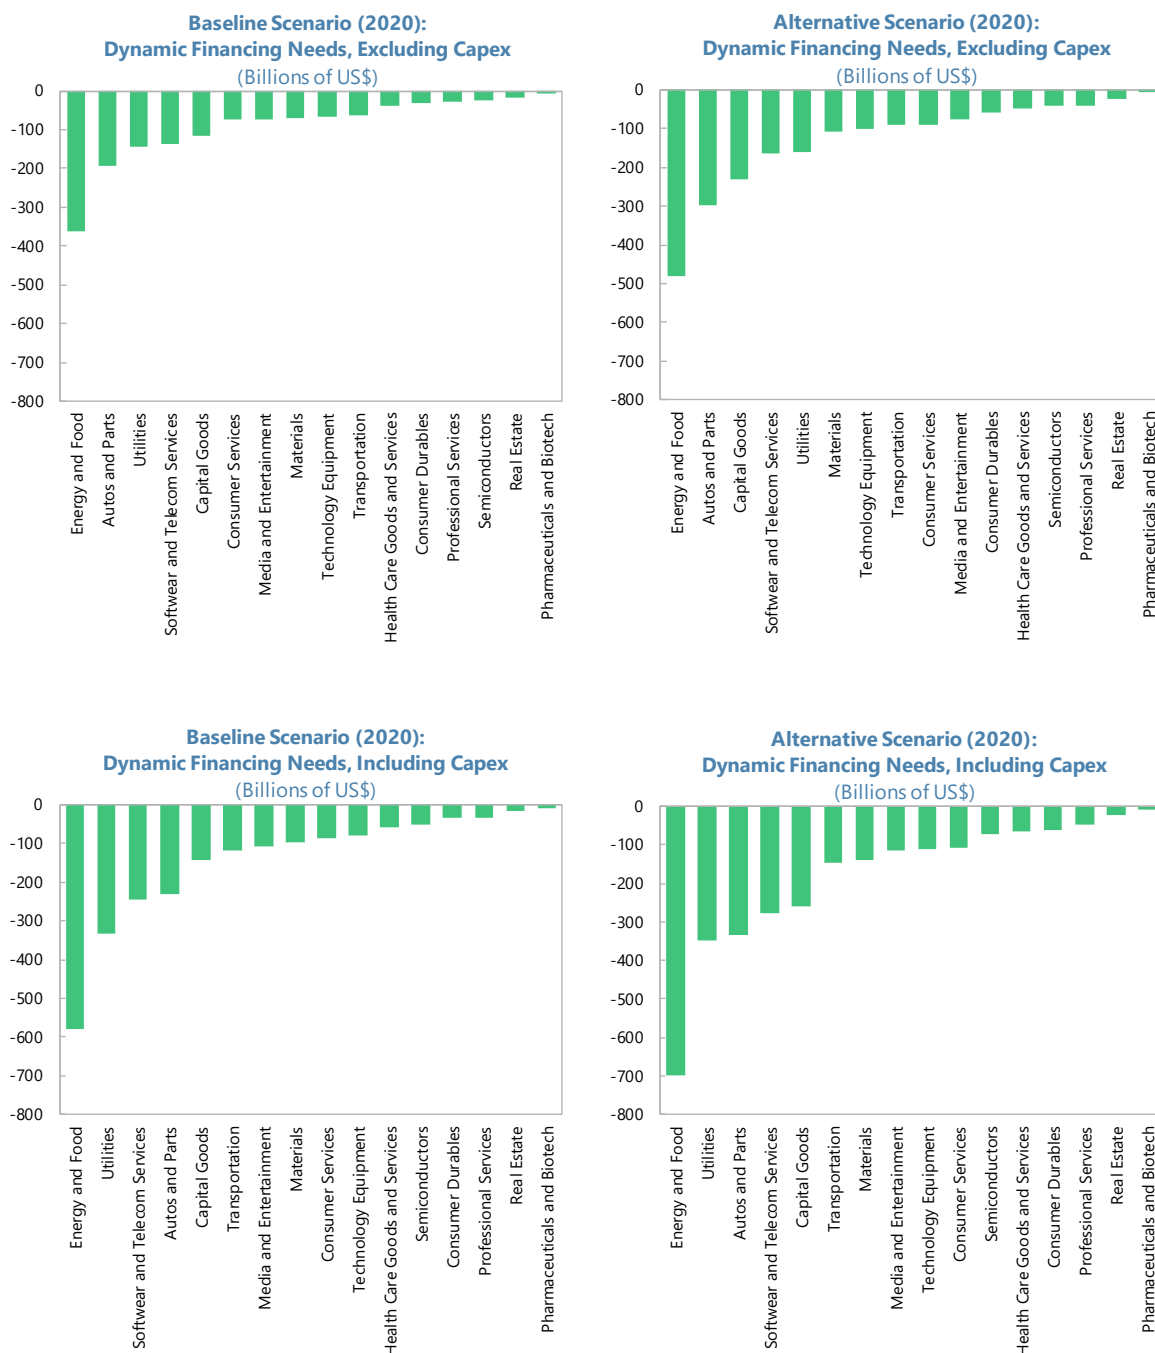 Baseline Scenario (2020):
Dynamic Financing Needs, Excluding Capex
(Billions of US$)
0
-100
-200
-300
-400
-500
-600
-700
-800
Energy and Food
Autos and Parts
Utilities
Softwear and Telecom Services
Capital Goods
Consumer Services
Media and Entertainment
Materials
Technology Equipment
Transportation
Health Care Goods and Services
Consumer Durables
Professional Services
Semiconductors
Real Estate
Pharmaceuticals and Biotech
Alternative Scenario (2020):
Dynamic Financing Needs, Excluding Capex
(Billions of US$)
0
-100
-200
-300
-400
-500
-600
-700
-800
Energy and Food
Autos and Parts
Capital Goods
Softwear and Telecom Services
Utilities
Materials
Technology Equipment
Transportation
Consumer Services
Media and Entertainment
Consumer Durables
Health Care Goods and Services
Semiconductors
Professional Services
Real Estate
Pharmaceuticals and Biotech
Baseline Scenario (2020):
Dynamic Financing Needs, Including Capex
(Billions of US$)
0
-100
-200
-300
-400
-500
-600
-700
-800
Energy and Food
Utilities
Softwear and Telecom Services
Autos and Parts
Capital Goods
Transportation
Media and Entertainment
Materials
Consumer Services
Technology Equipment
Health Care Goods and Services
Semiconductors
Consumer Durables
Professional Services
Real Estate
Pharmaceuticals and Biotech
Alternative Scenario (2020):
Dynamic Financing Needs, Including Capex
(Billions of US$)
0
-100
-200
-300
-400
-500
-600
-700
-800
Energy and Food
Utilities
Autos and Parts
Softwear and Telecom Services
Capital Goods
Transportation
Materials
Media and Entertainment
Technology Equipment
Consumer Services
Semiconductors
Health Care Goods and Services
Consumer Durables
Professional Services
Real Estate
Pharmaceuticals and Biotech